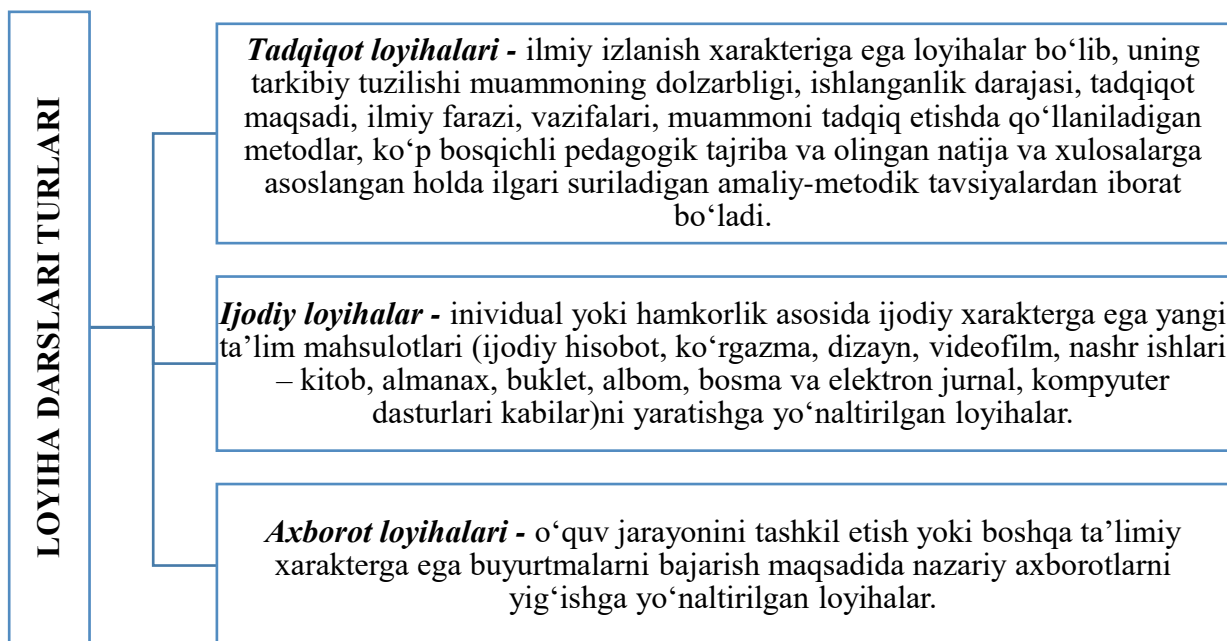 LOYIHA DARSLARI TURLARI
Tadqiqot loyihalari - ilmiy izlanish xarakteriga ega loyihalar bo‘lib, uning
tarkibiy tuzilishi muammoning dolzarbligi, ishlanganlik darajasi, tadqiqot
maqsadi, ilmiy farazi, vazifalari, muammoni tadqiq etishda qo‘llaniladigan
metodlar, ko‘p bosqichli pedagogik tajriba va olingan natija va xulosalarga
asoslangan holda ilgari suriladigan amaliy-metodik tavsiyalardan iborat
bo‘ladi.
Ijodiy loyihalar - inividual yoki hamkorlik asosida ijodiy xarakterga ega yangi
ta’lim mahsulotlari (ijodiy hisobot, ko‘rgazma, dizayn, videofilm, nashr ishlari
– kitob, almanax, buklet, albom, bosma va elektron jurnal, kompyuter
dasturlari kabilar)ni yaratishga yo‘naltirilgan loyihalar.
Axborot loyihalari - o‘quv jarayonini tashkil etish yoki boshqa ta’limiy
xarakterga ega buyurtmalarni bajarish maqsadida nazariy axborotlarni
yig‘ishga yo‘naltirilgan loyihalar.